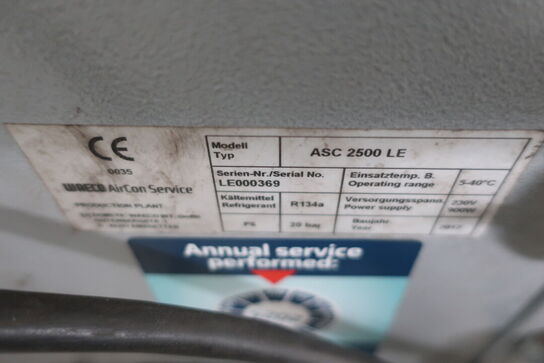 CE
0035
WAECO AirCon Service
PRODUCTION PLANT
Modell
Typ
ASC 2500 LE
Serien-Nr./Serial No.
LE000369
Einsatztemp. B.
Operating range
5-40°C
Kältemittel
Refrigerant
R134a
Versorgungsspann.
Power supply
230V
PS
20 bar
Baujahr
Year
2012
Annual service
performed: